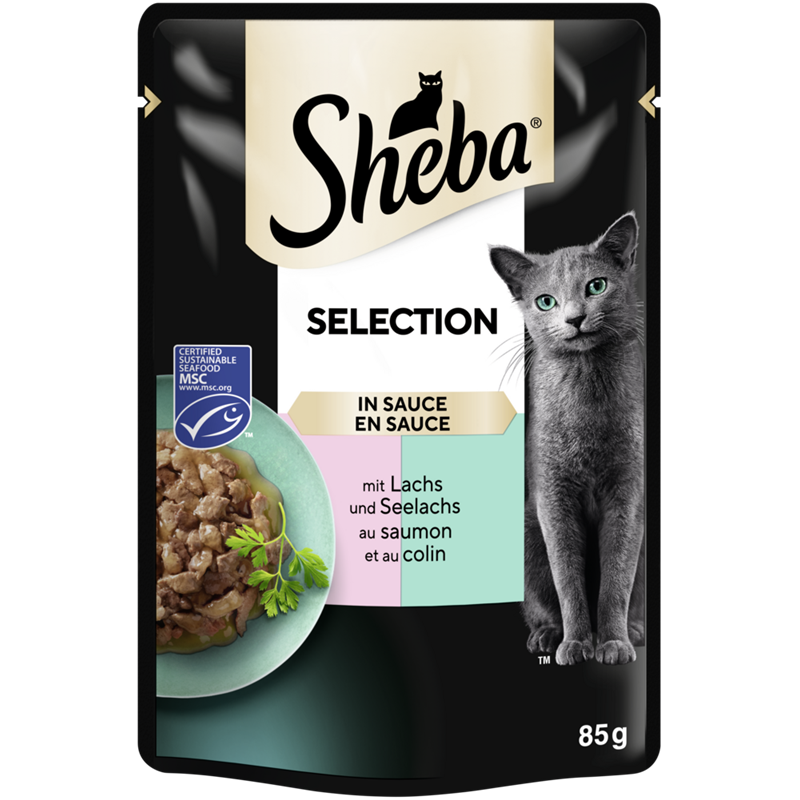 Sheba®
SELECTION
CERTIFIED
SUSTAINABLE
SEAFOOD
MSC
www.msc.org
™
IN SAUCE
EN SAUCE
mit Lachs
und Seelachs
au saumon
et au colin
TM
85g